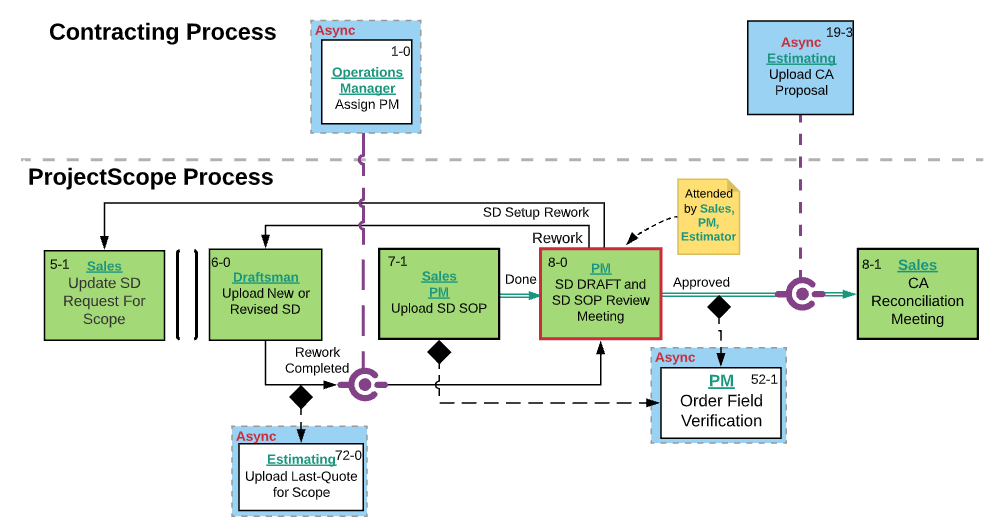 Contracting Process
Async
1-0
Operations
Manager
Assign PM
19-3
Async
Estimating
Upload CA
Proposal
ProjectScope Process
SD Setup Rework
Rework
Attended
by Sales,
PM,
Estimator
5-1
Sales
Update SD
Request For
Scope
6-0
Draftsman
Upload New or
Revised SD
7-1
Sales
PM
Upload SD SOP
Done
8-0
PM
SD DRAFT and
SD SOP Review
Meeting
Approved
8-1
Sales
CA
Reconciliation
Meeting
Rework
Completed
Async
PM
52-1
Order Field
Verification
Async
Estimating
72-0
Upload Last-Quote
for Scope